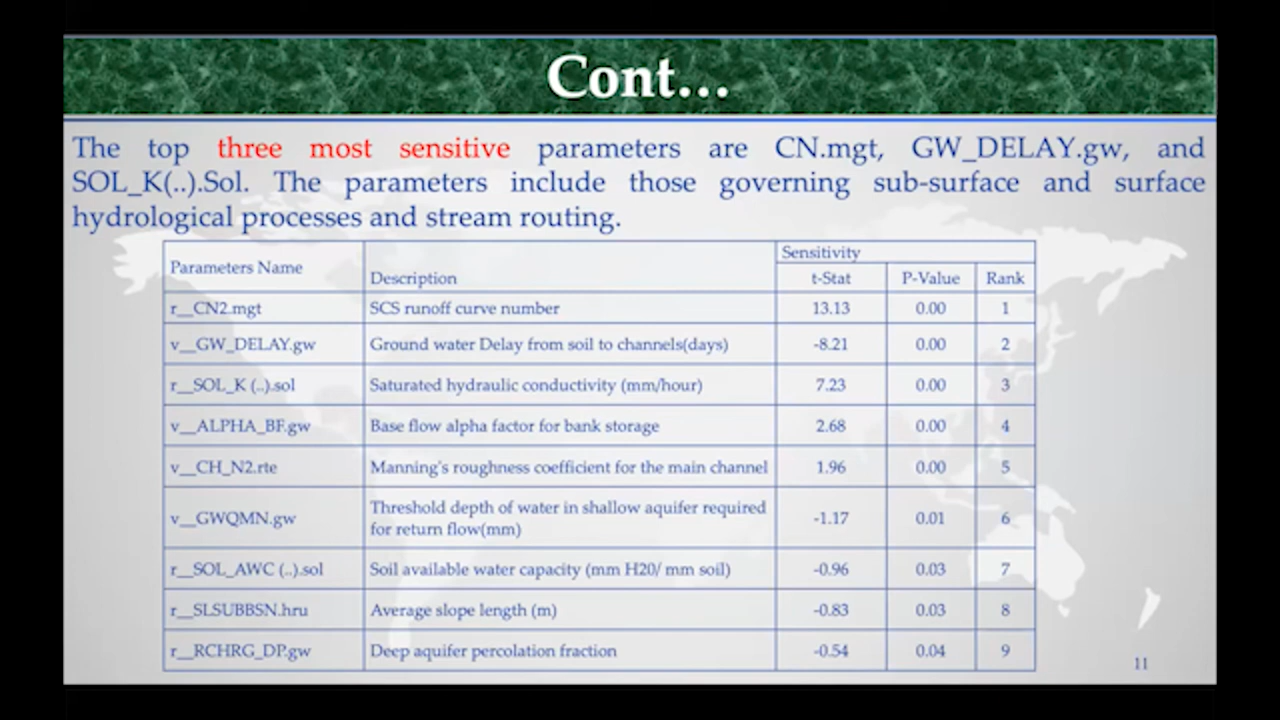 Cont...
The top three most sensitive parameters are CN.mgt, GW_DELAY.gw, and
SOL_K(..).Sol. The parameters include those governing sub-surface and surface
hydrological processes and stream routing.
Parameters Name Description Sensitivity
t-Stat P-Value Rank
r__CN2.mgt SCS runoff curve number 13.13 0.00 1
v__GW_DELAY.gw Ground water Delay from soil to channels(days) -8.21 0.00 2
r__SOL_K (..).sol Saturated hydraulic conductivity (mm/hour) 7.23 0.00 3
v__ALPHA_BF.gw Base flow alpha factor for bank storage 2.68 0.00 4
v__CH_N2.rte Manning's roughness coefficient for the main channel 1.96 0.00 5
v__GWQMN.gw Threshold depth of water in shallow aquifer required
for return flow(mm) -1.17 0.01 6
r__SOL_AWC (..).sol Soil available water capacity (mm H20/ mm soil) -0.96 0.03 7
r__SLSUBBSN.hru Average slope length (m) -0.83 0.03 8
r__RCHRG_DP.gw Deep aquifer percolation fraction -0.54 0.04 9
11